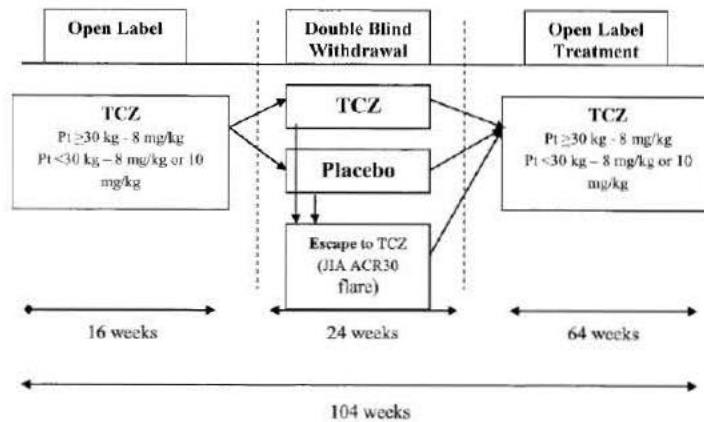 Open Label
Double Blind
Withdrawal
Open Label
Treatment
TCZ
Pt ≥30 kg - 8 mg/kg
Pt <30 kg – 8 mg/kg or 10
mg/kg
TCZ
Placebo
Escape to TCZ
(JIA ACR30
flare)
TCZ
Pt ≥30 kg - 8 mg/kg
Pt <30 kg – 8 mg/kg or 10
mg/kg
16 weeks
24 weeks
64 weeks
104 weeks